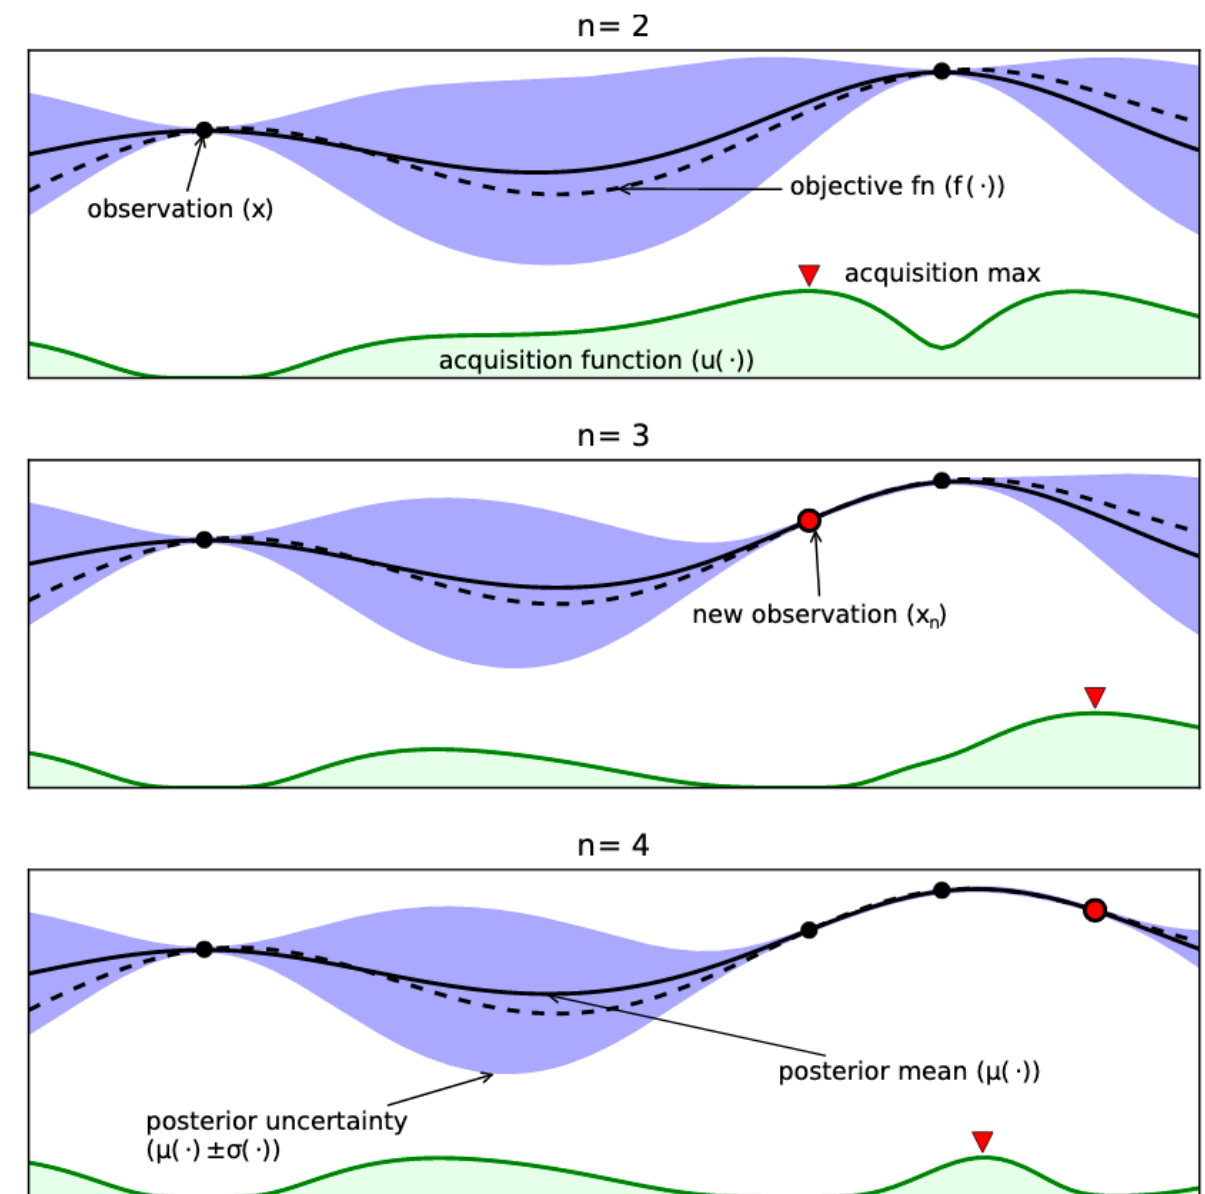 n= 2
observation (x)
objective fn (f(·))
acquisition max
acquisition function (u(·))
n= 3
new observation (xₙ)
n= 4
posterior mean (μ(·))
posterior uncertainty
(μ(·) ±σ(·))